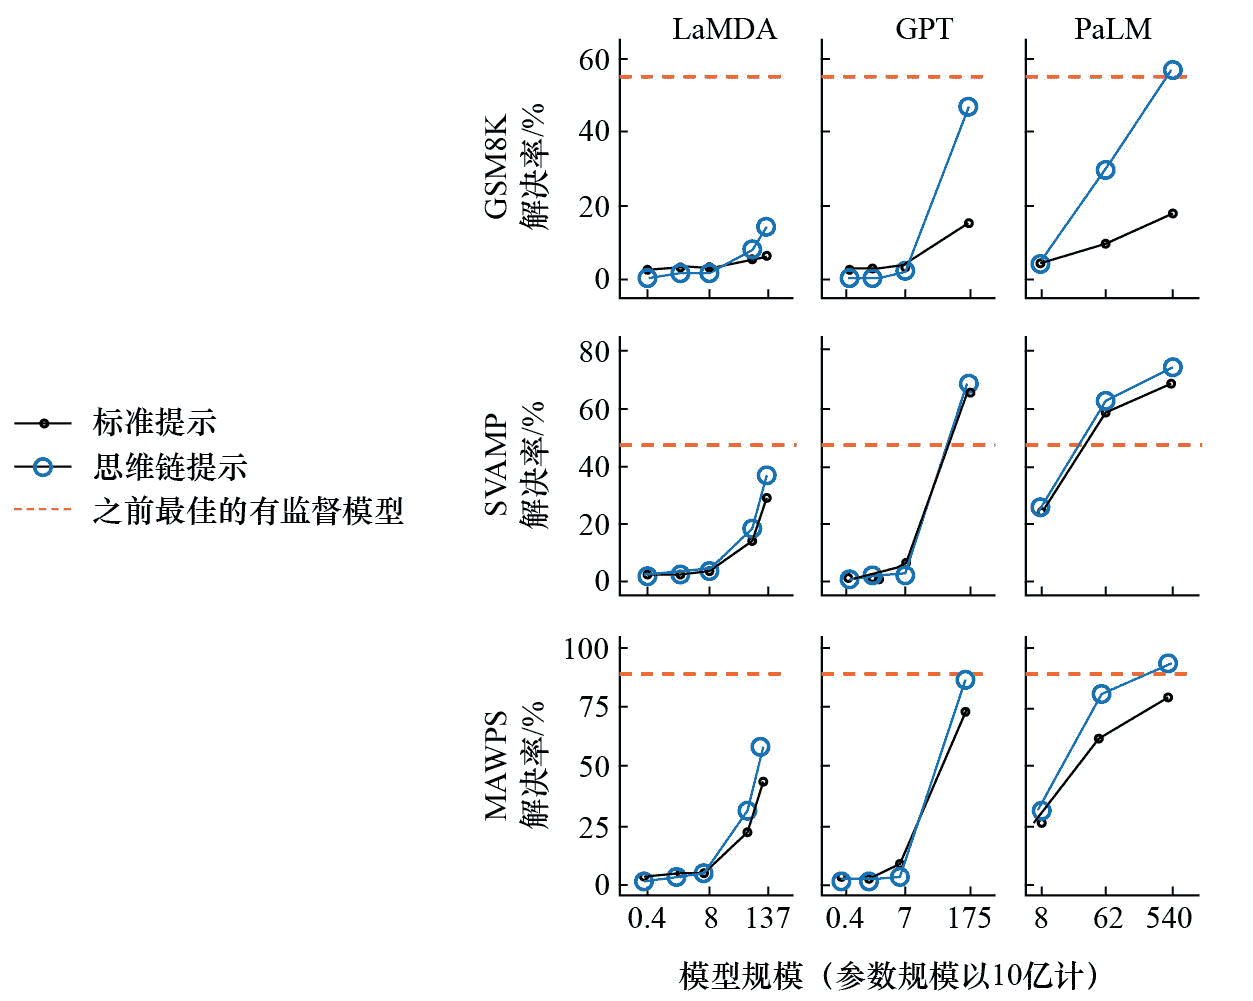 LaMDA
GPT
PaLM
GSM8K
解决率/%
60
40
20
0
SVAMP
解决率/%
80
60
40
20
0
标准提示
思维链提示
之前最佳的有监督模型
MAWPS
解决率/%
100
75
50
25
0
0.4 8 137
0.4 7 175
8 62 540
模型规模（参数规模以10亿计）